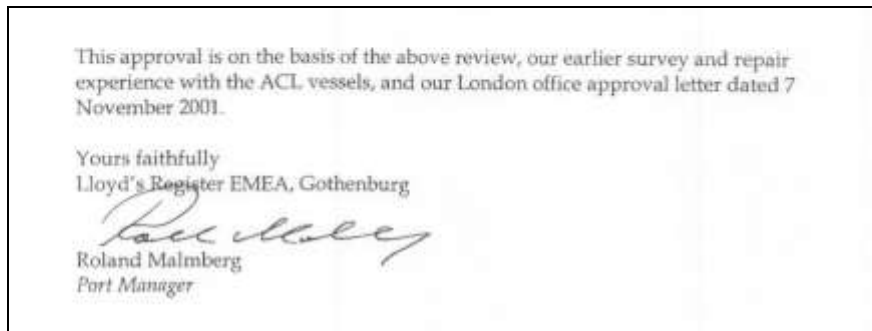 This approval is on the basis of the above review, our earlier survey and repair
experience with the ACL vessels, and our London office approval letter dated 7
November 2001.
Yours faithfully
Lloyd's Register EMEA, Gothenburg
Roland Malmberg
Port Manager